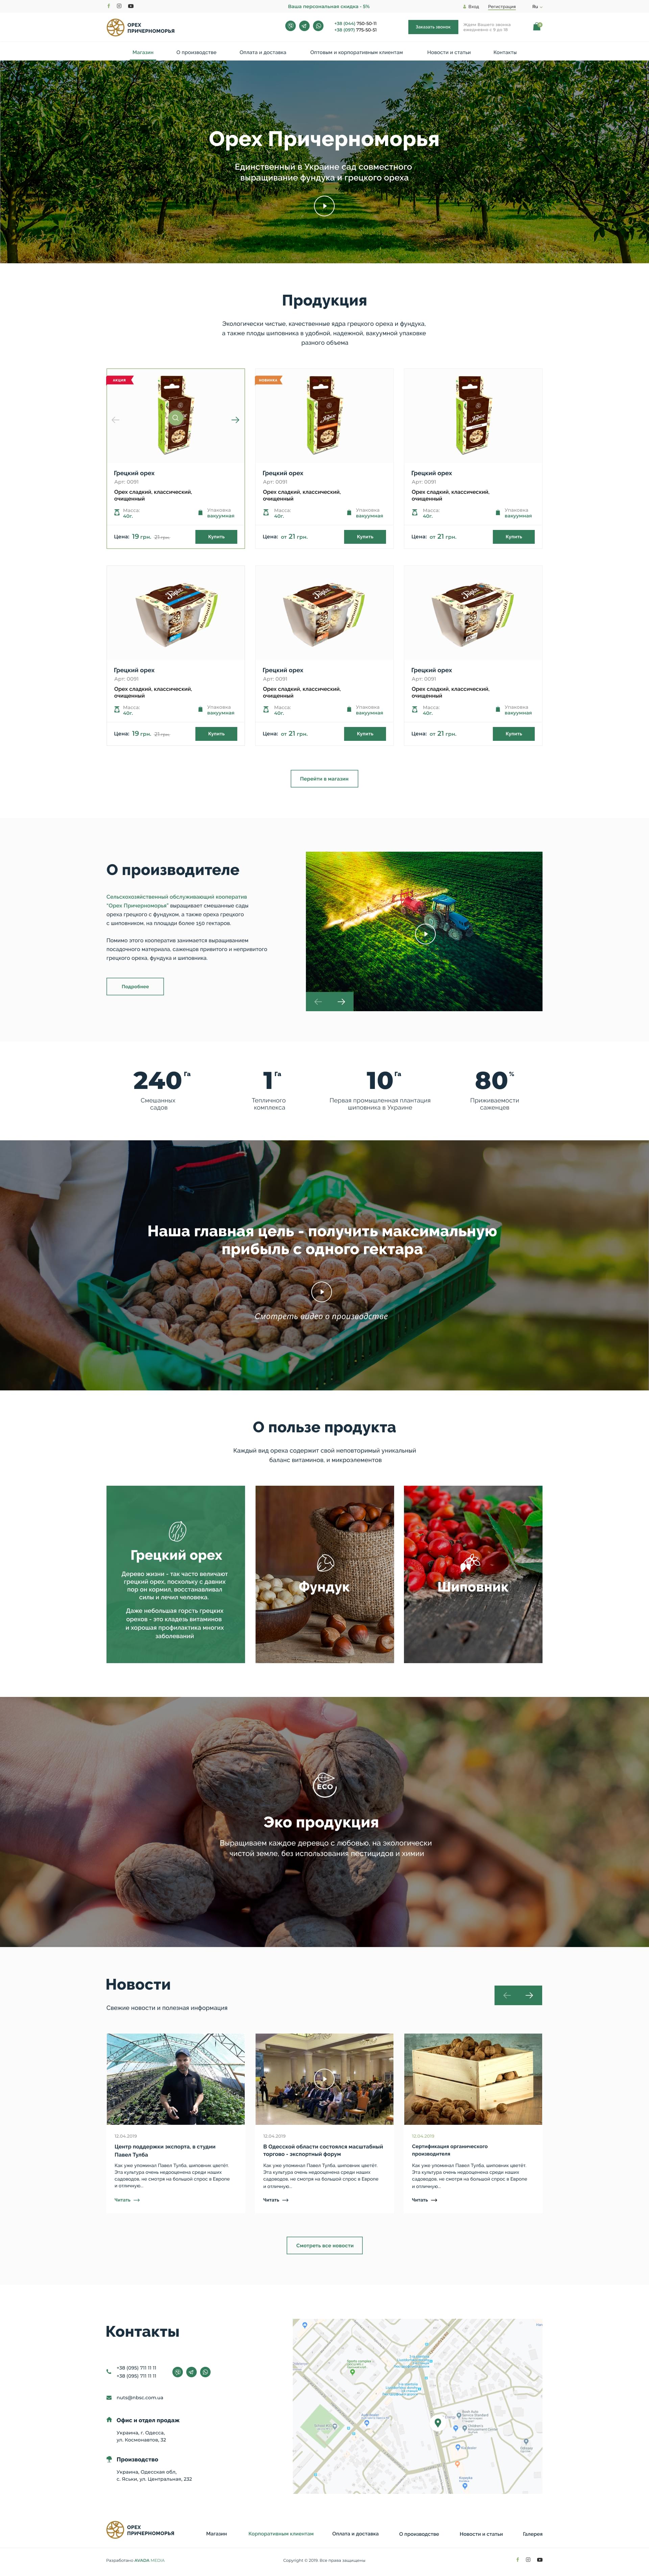 Ваша персональная скидка - 5%
Вход
Регистрация
Ru
ОРЕХ
ПРИЧЕРНОМОРЬЯ
+38 (044) 750-50-11
+38 (097) 775-50-51
Заказать звонок
Ждем Вашего звонка
ежедневно с 9 до 18
Магазин
О производстве
Оплата и доставка
Оптовым и корпоративным клиентам
Новости и статьи
Контакты
Орех Причерноморья
Единственный в Украине сад совместного
выращивание фундука и грецкого ореха
Продукция
Экологически чистые, качественные ядра грецкого ореха и фундука,
а также плоды шиповника в удобной, надежной, вакуумной упаковке
разного объема
АКЦИЯ
Грецкий орех
Арт: 0091
Орех сладкий, классический,
очищенный
Масса:
40г.
Упаковка
вакуумная
Цена: 19 грн. 21 грн.
Купить
НОВИНКА
Грецкий орех
Арт: 0091
Орех сладкий, классический,
очищенный
Масса:
40г.
Упаковка
вакуумная
Цена: от 21 грн.
Купить
Грецкий орех
Арт: 0091
Орех сладкий, классический,
очищенный
Масса:
40г.
Упаковка
вакуумная
Цена: от 21 грн.
Купить
Грецкий орех
Арт: 0091
Орех сладкий, классический,
очищенный
Масса:
40г.
Упаковка
вакуумная
Цена: 19 грн. 21 грн.
Купить
Грецкий орех
Арт: 0091
Орех сладкий, классический,
очищенный
Масса:
40г.
Упаковка
вакуумная
Цена: от 21 грн.
Купить
Грецкий орех
Арт: 0091
Орех сладкий, классический,
очищенный
Масса:
40г.
Упаковка
вакуумная
Цена: от 21 грн.
Купить
Перейти в магазин
О производителе
Сельскохозяйственный обслуживающий кооператив
"Орех Причерноморья" выращивает смешанные сады
ореха грецкого с фундуком, а также ореха грецкого
с шиповником, на площади более 150 гектаров.
Помимо этого кооператив занимается выращиванием
посадочного материала, саженцев привитого и непривитого
грецкого ореха, фундука и шиповника.
Подробнее
240 Га
Смешанных
садов
1 Га
Тепличного
комплекса
10 Га
Первая промышленная плантация
шиповника в Украине
80 %
Приживаемости
саженцев
Наша главная цель - получить максимальную
прибыль с одного гектара
Смотреть видео о производстве
О пользе продукта
Каждый вид ореха содержит свой неповторимый уникальный
баланс витаминов, и микроэлементов
Грецкий орех
Дерево жизни - так часто величают
грецкий орех, поскольку с давних
пор он кормил, восстанавливал
силы и лечил человека.
Даже небольшая горсть грецких
орехов - это кладезь витаминов
и хорошая профилактика многих
заболеваний
Фундук
Шиповник
ECO
Эко продукция
Выращиваем каждое деревцо с любовью, на экологически
чистой земле, без использования пестицидов и химии
Новости
Свежие новости и полезная информация
12.04.2019
Центр поддержки экспорта, в студии
Павел Тулба
Как уже упоминал Павел Тулба, шиповник цветёт.
Эта культура очень недооценена среди наших
садоводов, не смотря на большой спрос в Европе
и отличную...
Читать
12.04.2019
В Одесской области состоялся масштабный
торгово - экспортный форум
Как уже упоминал Павел Тулба, шиповник цветёт.
Эта культура очень недооценена среди наших
садоводов, не смотря на большой спрос в Европе
и отличную...
Читать
12.04.2019
Сертификация органического
производителя
Как уже упоминал Павел Тулба, шиповник цветёт.
Эта культура очень недооценена среди наших
садоводов, не смотря на большой спрос в Европе
и отличную...
Читать
Смотреть все новости
Контакты
+38 (095) 711 11 11
+38 (095) 711 11 11
nuts@nbsc.com.ua
Офис и отдел продаж
Украина, г. Одесса,
ул. Космонавтов, 32
Производство
Украина, Одесская обл.,
с. Яськи, ул. Центральная, 232
ОРЕХ
ПРИЧЕРНОМОРЬЯ
Магазин
Корпоративным клиентам
Оплата и доставка
О производстве
Новости и статьи
Галерея
Разработано AVADA MEDIA
Copyright © 2019. Все права защищены.